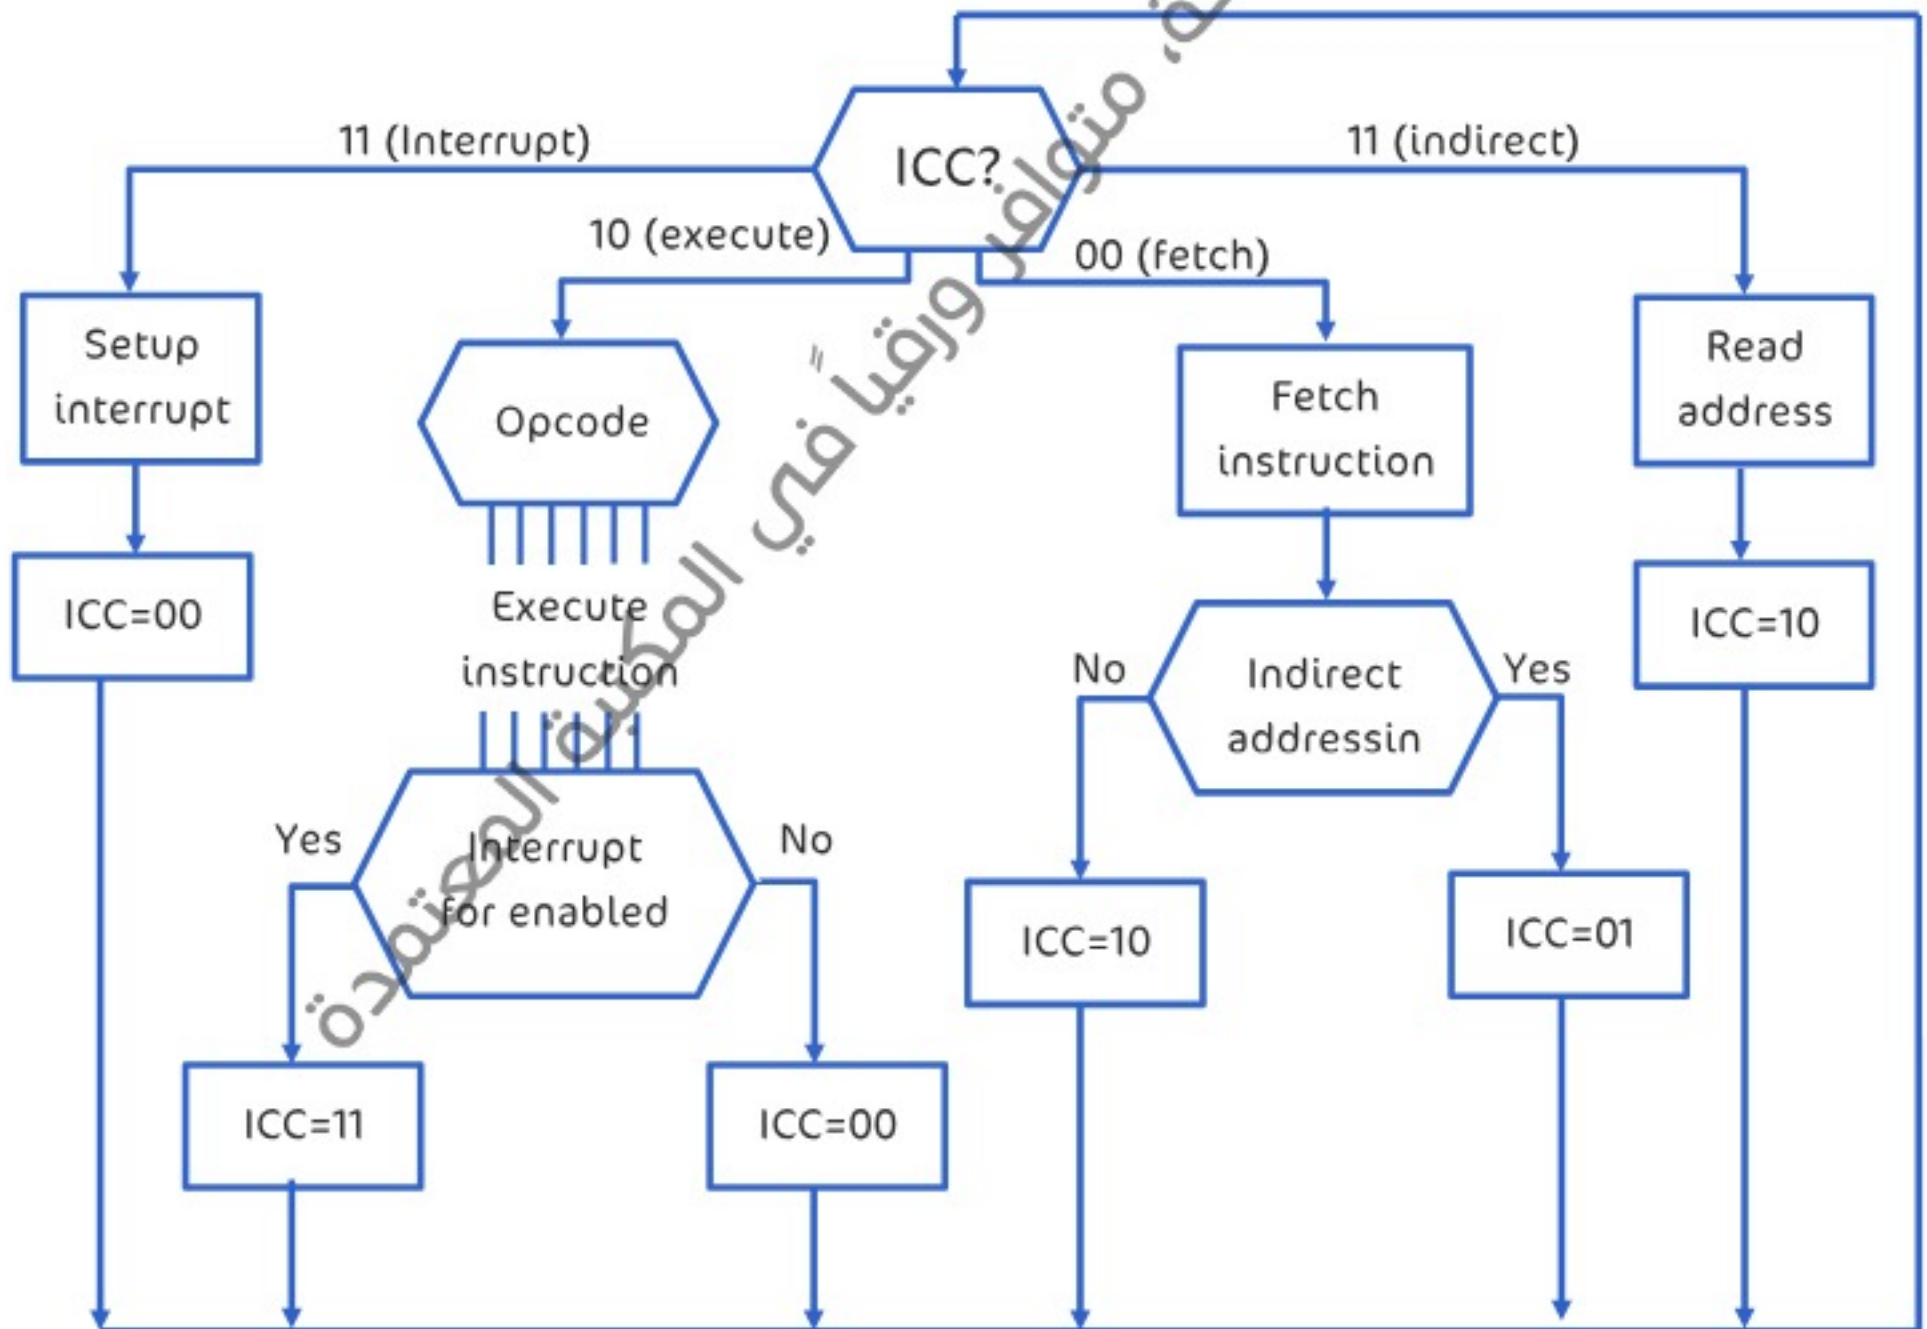 ICC?
11 (Interrupt)
11 (indirect)
10 (execute)
00 (fetch)
Setup
interrupt
Opcode
Fetch
instruction
Read
address
ICC=00
Execute
instruction
ICC=10
No
Indirect
addressin
Yes
Yes
Interrupt
for enabled
No
ICC=10
ICC=01
ICC=11
ICC=00
متوافر ورقياً في المكتبة المعتمدة